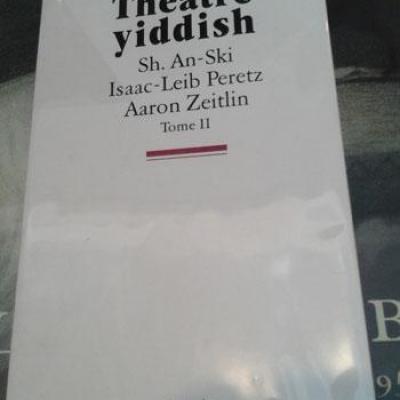 Théâtre
yiddish
Sh. An-Ski
Isaac-Leib Peretz
Aaron Zeitlin
Tome II
B